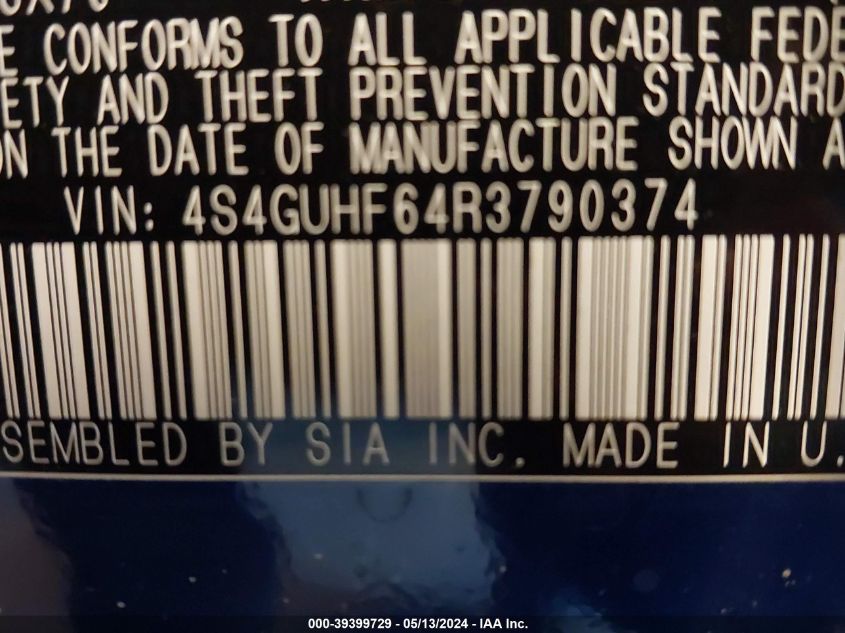 E CONFORMS TO ALL APPLICABLE FEDE
ETY AND THEFT PREVENTION STANDARD
ON THE DATE OF MANUFACTURE SHOWN A
VIN: 4S4GUHF64R3790374
SEMBLED BY SIA INC. MADE IN U.
000-39399729 - 05/13/2024 - IAA Inc.